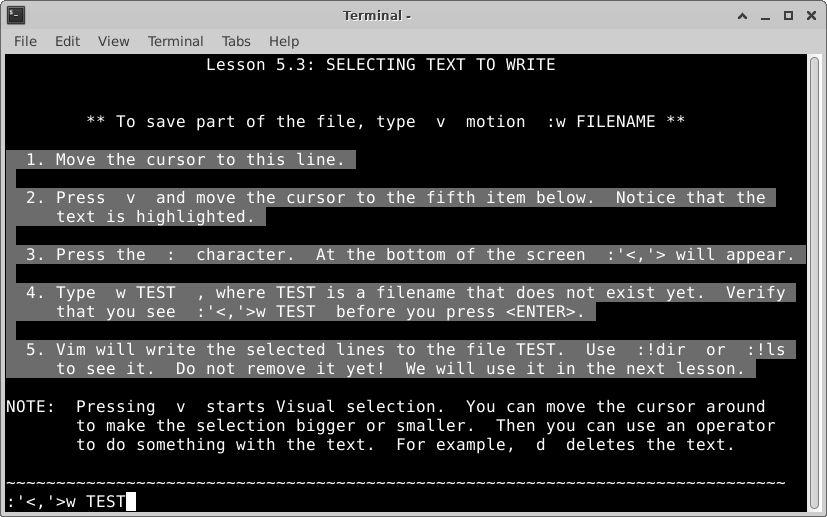 Terminal -
File Edit View Terminal Tabs Help
Lesson 5.3: SELECTING TEXT TO WRITE
** To save part of the file, type  v  motion  :w FILENAME **
1. Move the cursor to this line.
2. Press  v  and move the cursor to the fifth item below.  Notice that the
text is highlighted.
3. Press the  :  character.  At the bottom of the screen  :'<,'> will appear.
4. Type  w TEST  , where TEST is a filename that does not exist yet.  Verify
that you see  :'<,'>w TEST  before you press <ENTER>.
5. Vim will write the selected lines to the file TEST.  Use  :!dir  or  :!ls
to see it.  Do not remove it yet!  We will use it in the next lesson.
NOTE:  Pressing  v  starts Visual selection.  You can move the cursor around
to make the selection bigger or smaller.  Then you can use an operator
to do something with the text.  For example,  d  deletes the text.
~~~~~~~~~~~~~~~~~~~~~~~~~~~~~~~~~~~~~~~~~~~~~~~~~~~~~~~~~~~~~~~~~~~~~~~~~~~~~~
:'<,'>w TEST